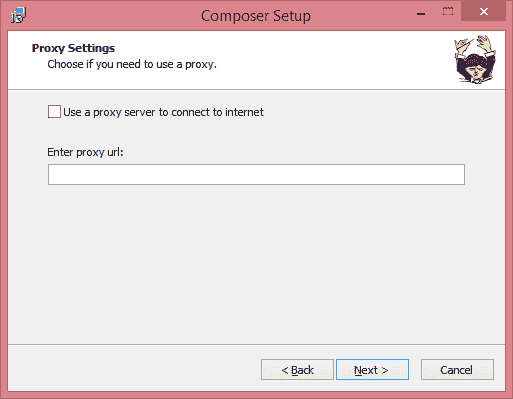 Composer Setup
Proxy Settings
Choose if you need to use a proxy.
Use a proxy server to connect to internet
Enter proxy url:
< Back
Next >
Cancel